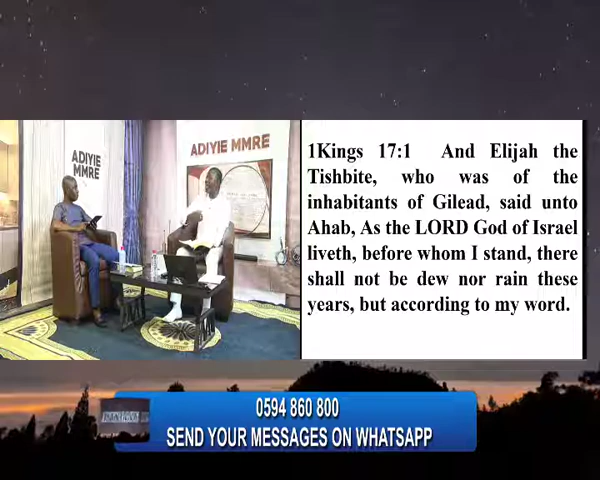 ADIYIE
MMRE
ADIYIE MMRE
1Kings 17:1 And Elijah the
Tishbite, who was of the
inhabitants of Gilead, said unto
Ahab, As the LORD God of Israel
liveth, before whom I stand, there
shall not be dew nor rain these
years, but according to my word.
0594 860 800
SEND YOUR MESSAGES ON WHATSAPP